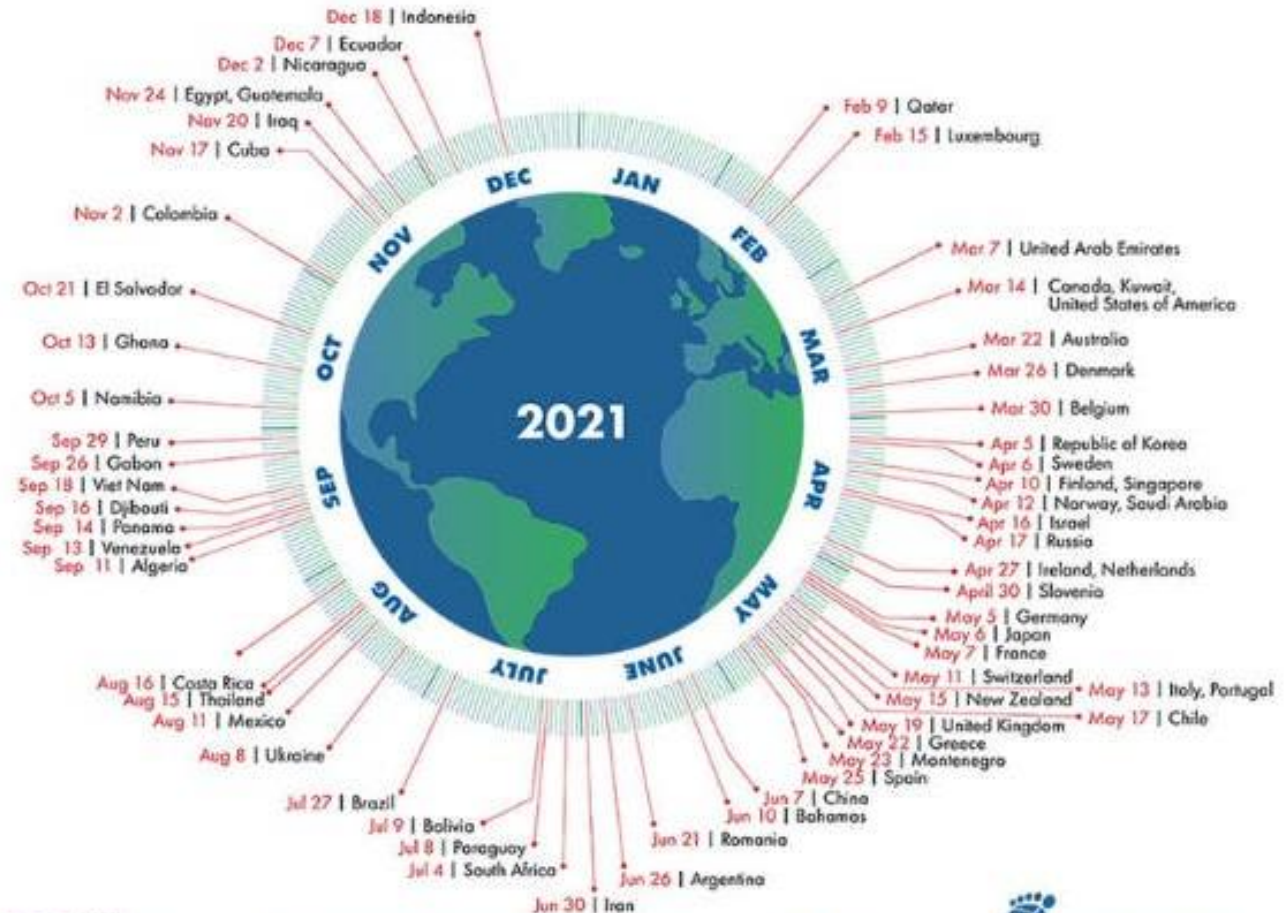 Dec 18 | Indonesia
Dec 7 | Ecuador
Dec 2 | Nicaragua
Nov 24 | Egypt, Guatemala
Nov 20 | Iraq
Nov 17 | Cuba
Nov 2 | Colombia
Oct 21 | El Salvador
Oct 13 | Ghana
Oct 5 | Namibia
Sep 29 | Peru
Sep 26 | Gabon
Sep 18 | Viet Nam
Sep 16 | Djibouti
Sep 14 | Panama
Sep 13 | Venezuela
Sep 11 | Algeria
Aug 16 | Costa Rica
Aug 15 | Thailand
Aug 11 | Mexico
Aug 8 | Ukraine
Jul 27 | Brazil
Jul 9 | Bolivia
Jul 8 | Paraguay
Jul 4 | South Africa
Jun 30 | Iran
Feb 9 | Qatar
Feb 15 | Luxembourg
Mar 7 | United Arab Emirates
Mar 14 | Canada, Kuwait,
United States of America
Mar 22 | Australia
Mar 26 | Denmark
Mar 30 | Belgium
Apr 5 | Republic of Korea
Apr 6 | Sweden
Apr 10 | Finland, Singapore
Apr 12 | Norway, Saudi Arabia
Apr 16 | Israel
Apr 17 | Russia
Apr 27 | Ireland, Netherlands
April 30 | Slovenia
May 5 | Germany
May 6 | Japan
May 7 | France
May 11 | Switzerland
May 13 | Italy, Portugal
May 15 | New Zealand
May 17 | Chile
May 19 | United Kingdom
May 22 | Greece
May 23 | Montenegro
May 25 | Spain
Jun 7 | China
Jun 10 | Bahamas
Jun 21 | Romania
Jun 26 | Argentina
JAN
FEB
MAR
APR
MAY
JUNE
JULY
AUG
SEP
OCT
NOV
DEC
2021